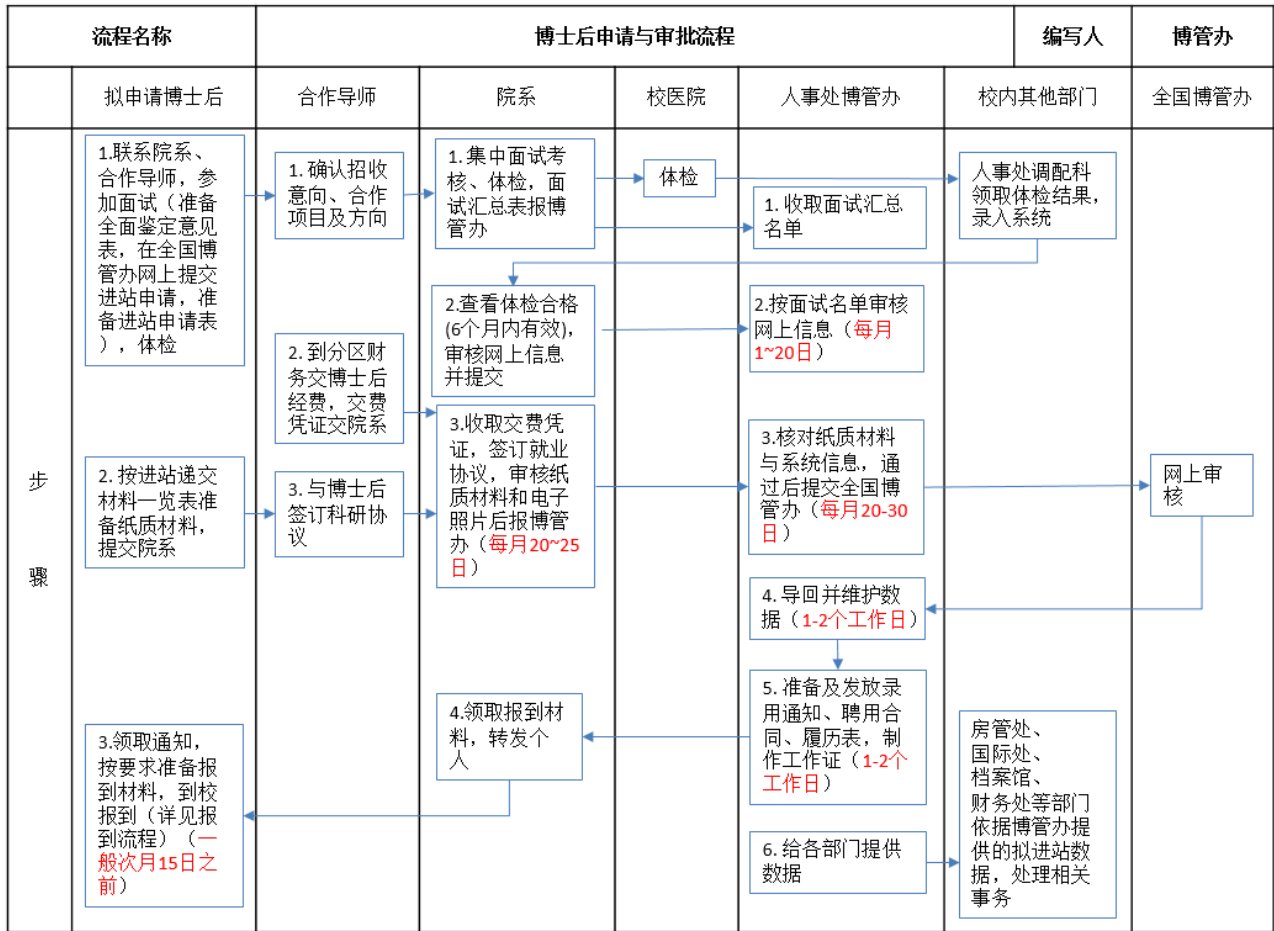 流程名称
博士后申请与审批流程
编写人
博管办
拟申请博士后
合作导师
院系
校医院
人事处博管办
校内其他部门
全国博管办
步
骤
1.联系院系、
合作导师，参
加面试（准备
全面鉴定意见
表，在全国博
管办网上提交
进站申请，准
备进站申请表
），体检
1. 确认招收
意向、合作
项目及方向
1. 集中面试考
核、体检，面
试汇总表报博
管办
体检
1. 收取面试汇总
名单
人事处调配科
领取体检结果，
录入系统
2.查看体检合格
(6个月内有效)，
审核网上信息
并提交
2.按面试名单审核
网上信息（每月
1~20日）
2. 到分区财
务交博士后
经费，交费
凭证交院系
3.收取交费凭
证，签订就业
协议，审核纸
质材料和电子
照片后报博管
办（每月20~25
日）
3.核对纸质材料
与系统信息，通
过后提交全国博
管办（每月20-30
日）
网上审
核
2. 按进站递交
材料一览表准
备纸质材料，
提交院系
3. 与博士后
签订科研协
议
4. 导回并维护数
据（1-2个工作日）
5. 准备及发放录
用通知、聘用合
同、履历表，制
作工作证（1-2个
工作日）
4.领取报到材
料，转发个
人
3.领取通知，
按要求准备报
到材料，到校
报到（详见报
到流程）（一
般次月15日之
前）
6. 给各部门提供
数据
房管处、
国际处、
档案馆、
财务处等部门
依据博管办提
供的拟进站数
据，处理相关
事务